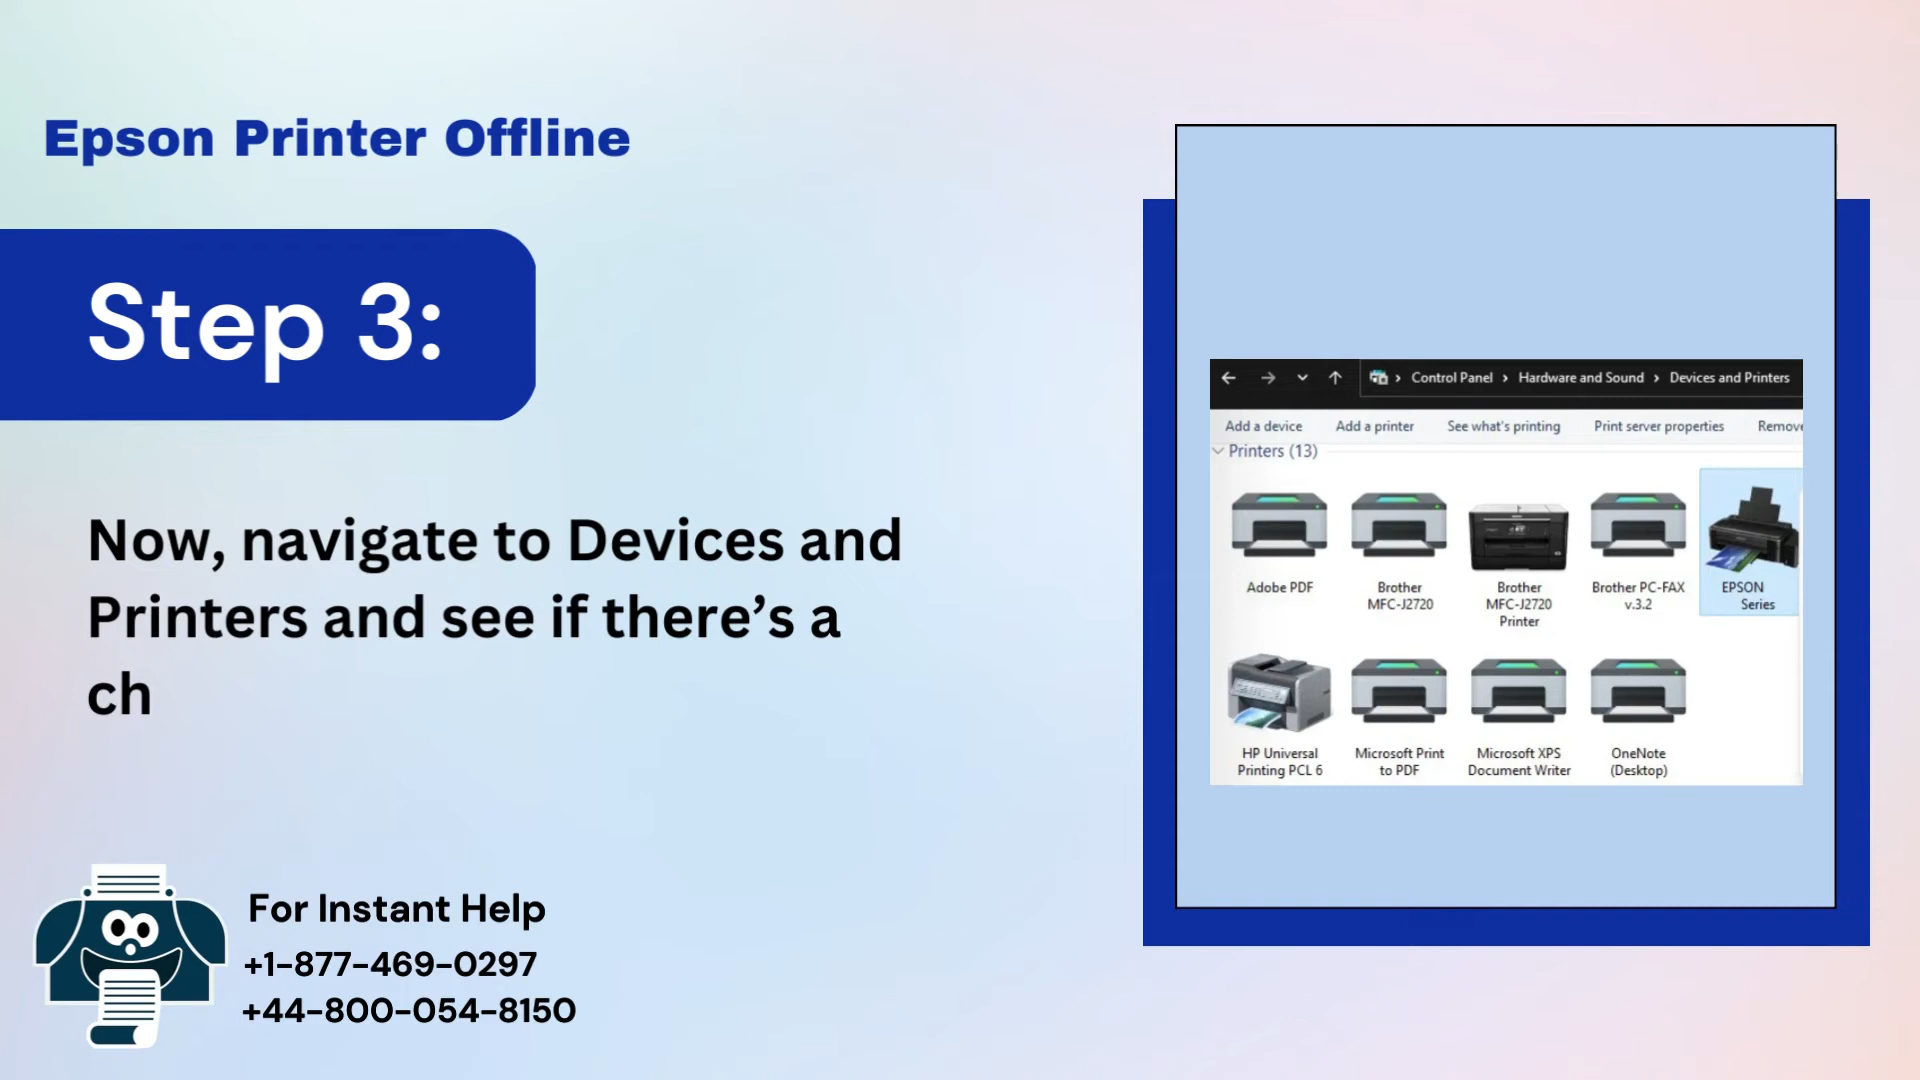 Epson Printer Offline
Step 3:
Now, navigate to Devices and
Printers and see if there's a
ch
For Instant Help
+1-877-469-0297
+44-800-054-8150
Control Panel > Hardware and Sound > Devices and Printers
Add a device Add a printer See what's printing Print server properties Remove
Printers (13)
Adobe PDF
Brother
MFC-J2720
Brother
MFC-J2720
Printer
Brother PC-FAX
v.3.2
EPSON
Series
HP Universal
Printing PCL 6
Microsoft Print
to PDF
Microsoft XPS
Document Writer
OneNote
(Desktop)